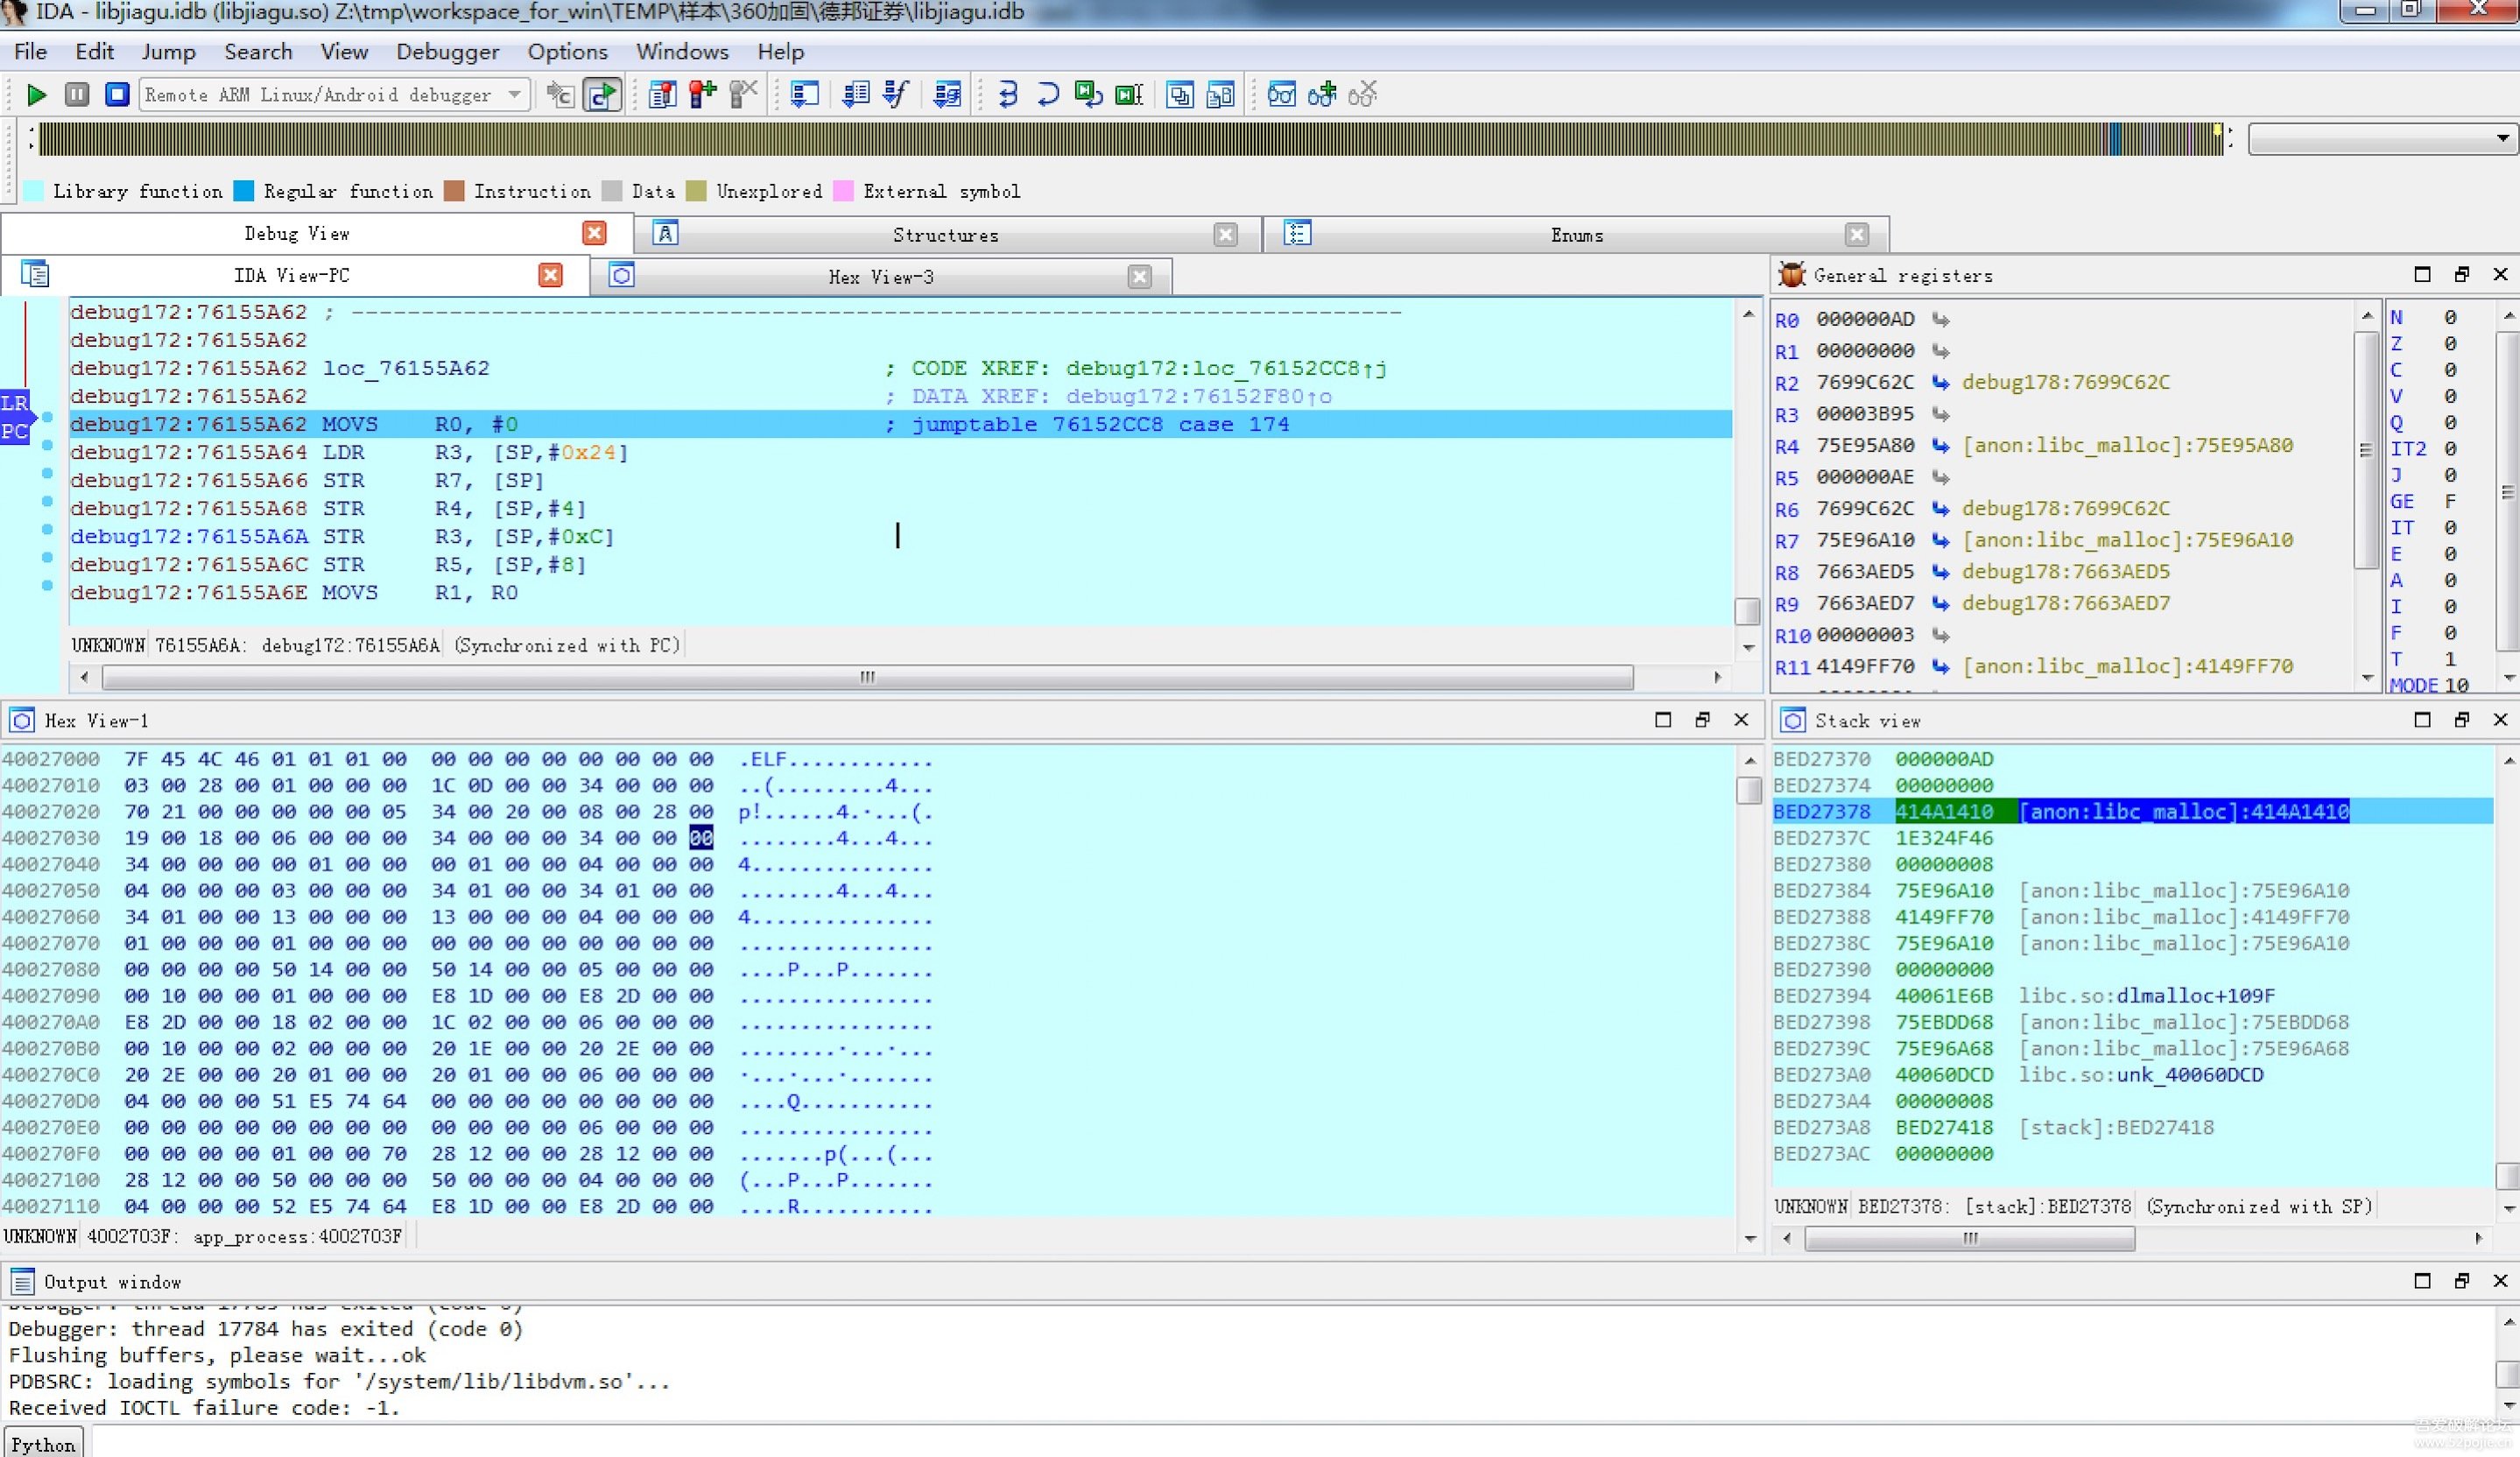 IDA - libjiagu.idb (libjiagu.so) Z:\tmp\workspace_for_win\TEMP\样本\360加固\德邦证券\libjiagu.idb
File Edit Jump Search View Debugger Options Windows Help
Remote ARM Linux/Android debugger
Library function Regular function Instruction Data Unexplored External symbol
Debug View Structures Enums
IDA View-PC Hex View-3
debug172:76155A62 ; ---------------------------------------------------------------------------
debug172:76155A62
debug172:76155A62 loc_76155A62 ; CODE XREF: debug172:loc_76152CC8↑j
debug172:76155A62 ; DATA XREF: debug172:76152F80↑o
debug172:76155A62 MOVS R0, #0 ; jumptable 76152CC8 case 174
debug172:76155A64 LDR R3, [SP,#0x24]
debug172:76155A66 STR R7, [SP]
debug172:76155A68 STR R4, [SP,#4]
debug172:76155A6A STR R3, [SP,#0xC]
debug172:76155A6C STR R5, [SP,#8]
debug172:76155A6E MOVS R1, R0
LR
PC
UNKNOWN 76155A6A: debug172:76155A6A (Synchronized with PC)
General registers
R0 000000AD
R1 00000000
R2 7699C62C debug178:7699C62C
R3 00003B95
R4 75E95A80 [anon:libc_malloc]:75E95A80
R5 000000AE
R6 7699C62C debug178:7699C62C
R7 75E96A10 [anon:libc_malloc]:75E96A10
R8 7663AED5 debug178:7663AED5
R9 7663AED7 debug178:7663AED7
R10 00000003
R11 4149FF70 [anon:libc_malloc]:4149FF70
N 0
Z 0
C 0
V 0
Q 0
IT2 0
J 0
GE F
IT 0
E 0
A 0
I 0
F 0
T 1
MODE 10
Hex View-1
40027000 7F 45 4C 46 01 01 01 00 00 00 00 00 00 00 00 00 .ELF............
40027010 03 00 28 00 01 00 00 00 1C 0D 00 00 34 00 00 00 ..(.........4...
40027020 70 21 00 00 00 00 00 05 34 00 20 00 08 00 28 00 p!......4.·...(.
40027030 19 00 18 00 06 00 00 00 34 00 00 00 34 00 00 00 ........4...4...
40027040 34 00 00 00 00 01 00 00 00 01 00 00 04 00 00 00 4...............
40027050 04 00 00 00 03 00 00 00 34 01 00 00 34 01 00 00 ........4...4...
40027060 34 01 00 00 13 00 00 00 13 00 00 00 04 00 00 00 4...............
40027070 01 00 00 00 01 00 00 00 00 00 00 00 00 00 00 00 ................
40027080 00 00 00 00 50 14 00 00 50 14 00 00 05 00 00 00 ....P...P.......
40027090 00 10 00 00 01 00 00 00 E8 1D 00 00 E8 2D 00 00 ................
400270A0 E8 2D 00 00 18 02 00 00 1C 02 00 00 06 00 00 00 ................
400270B0 00 10 00 00 02 00 00 00 20 1E 00 00 20 2E 00 00 ........·...·...
400270C0 20 2E 00 00 20 01 00 00 20 01 00 00 06 00 00 00 ·...·...·.......
400270D0 04 00 00 00 51 E5 74 64 00 00 00 00 00 00 00 00 ....Q...........
400270E0 00 00 00 00 00 00 00 00 00 00 00 00 06 00 00 00 ................
400270F0 00 00 00 00 01 00 00 70 28 12 00 00 28 12 00 00 .......p(...(...
40027100 28 12 00 00 50 00 00 00 50 00 00 00 04 00 00 00 (...P...P.......
40027110 04 00 00 00 52 E5 74 64 E8 1D 00 00 E8 2D 00 00 ....R...........
UNKNOWN 4002703F: app_process:4002703F
Stack view
BED27370 000000AD
BED27374 00000000
BED27378 414A1410 [anon:libc_malloc]:414A1410
BED2737C 1E324F46
BED27380 00000008
BED27384 75E96A10 [anon:libc_malloc]:75E96A10
BED27388 4149FF70 [anon:libc_malloc]:4149FF70
BED2738C 75E96A10 [anon:libc_malloc]:75E96A10
BED27390 00000000
BED27394 40061E6B libc.so:dlmalloc+109F
BED27398 75EBDD68 [anon:libc_malloc]:75EBDD68
BED2739C 75E96A68 [anon:libc_malloc]:75E96A68
BED273A0 40060DCD libc.so:unk_40060DCD
BED273A4 00000008
BED273A8 BED27418 [stack]:BED27418
BED273AC 00000000
UNKNOWN BED27378: [stack]:BED27378 (Synchronized with SP)
Output window
Debugger: thread 17784 has exited (code 0)
Flushing buffers, please wait...ok
PDBSRC: loading symbols for '/system/lib/libdvm.so'...
Received IOCTL failure code: -1.
Python
吾爱破解论坛
www.52pojie.cn